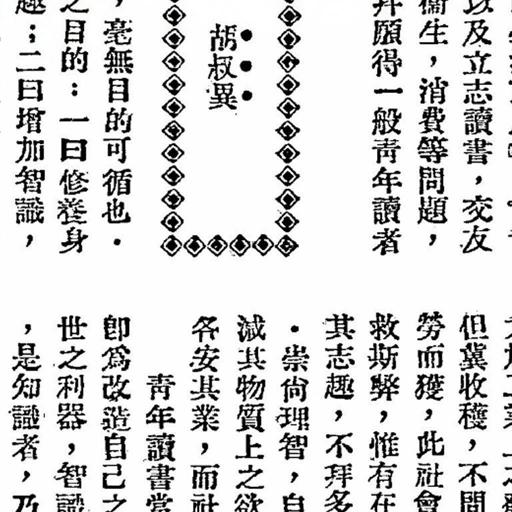 以及立志讀書，交友
衞生，消費等問題，
拜願得一般青年讀者
胡叔異
，毫無目的可循也．
之目的：一曰修養身
趣；二曰增加智識，
但冀收穫，不問
勞而獲，此社會
救斯弊，惟有在
其志趣，不拜多
．崇尙理智，自
減其物質上之欲
各安其業，而社
青年讀書當
卽爲改造自己之
世之利器，智識
，是知識者，乃